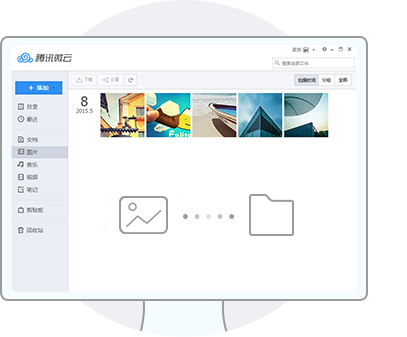 腾讯微云
搜索全部文件
+ 添加
下载
分享
拍摄时间
分组
全部
目录
最近
8
2015.5
文档
图片
音乐
视频
笔记
剪贴板
回收站